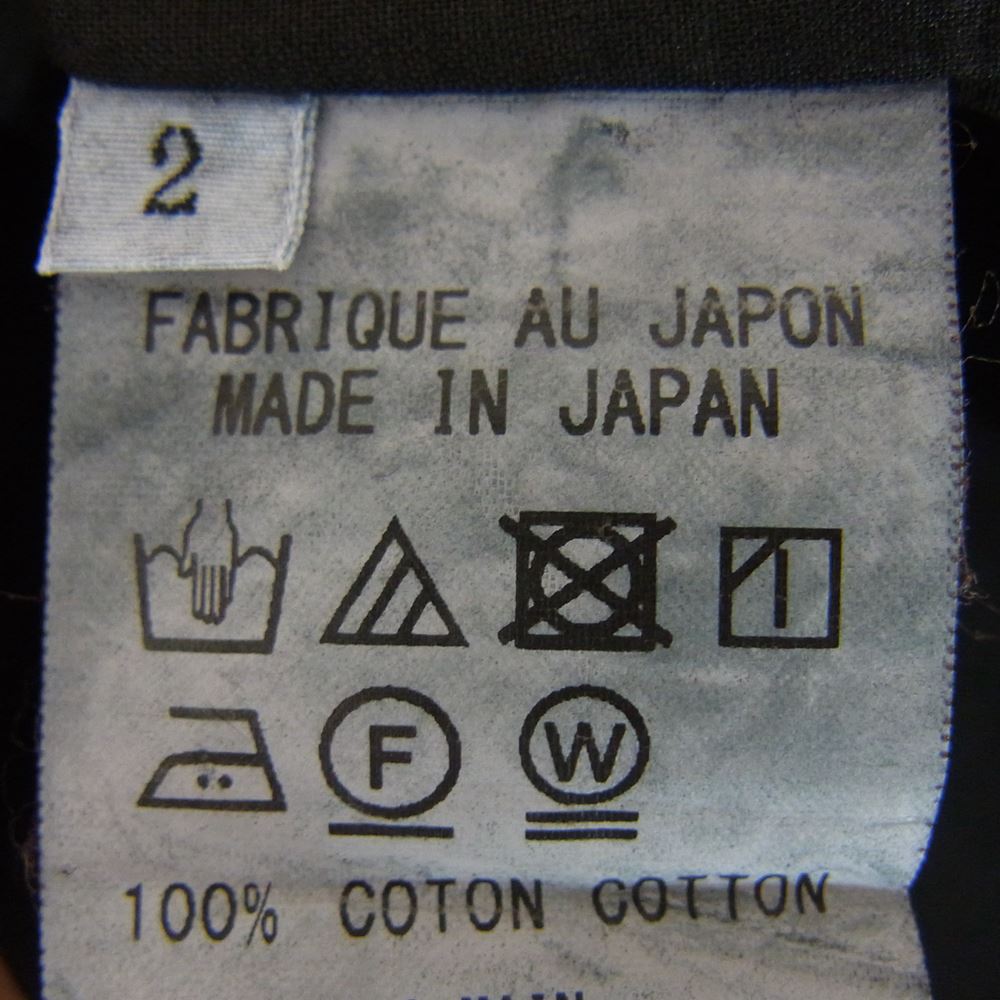 2
FABRIQUE AU JAPON
MADE IN JAPAN
F W
100% COTON COTTON